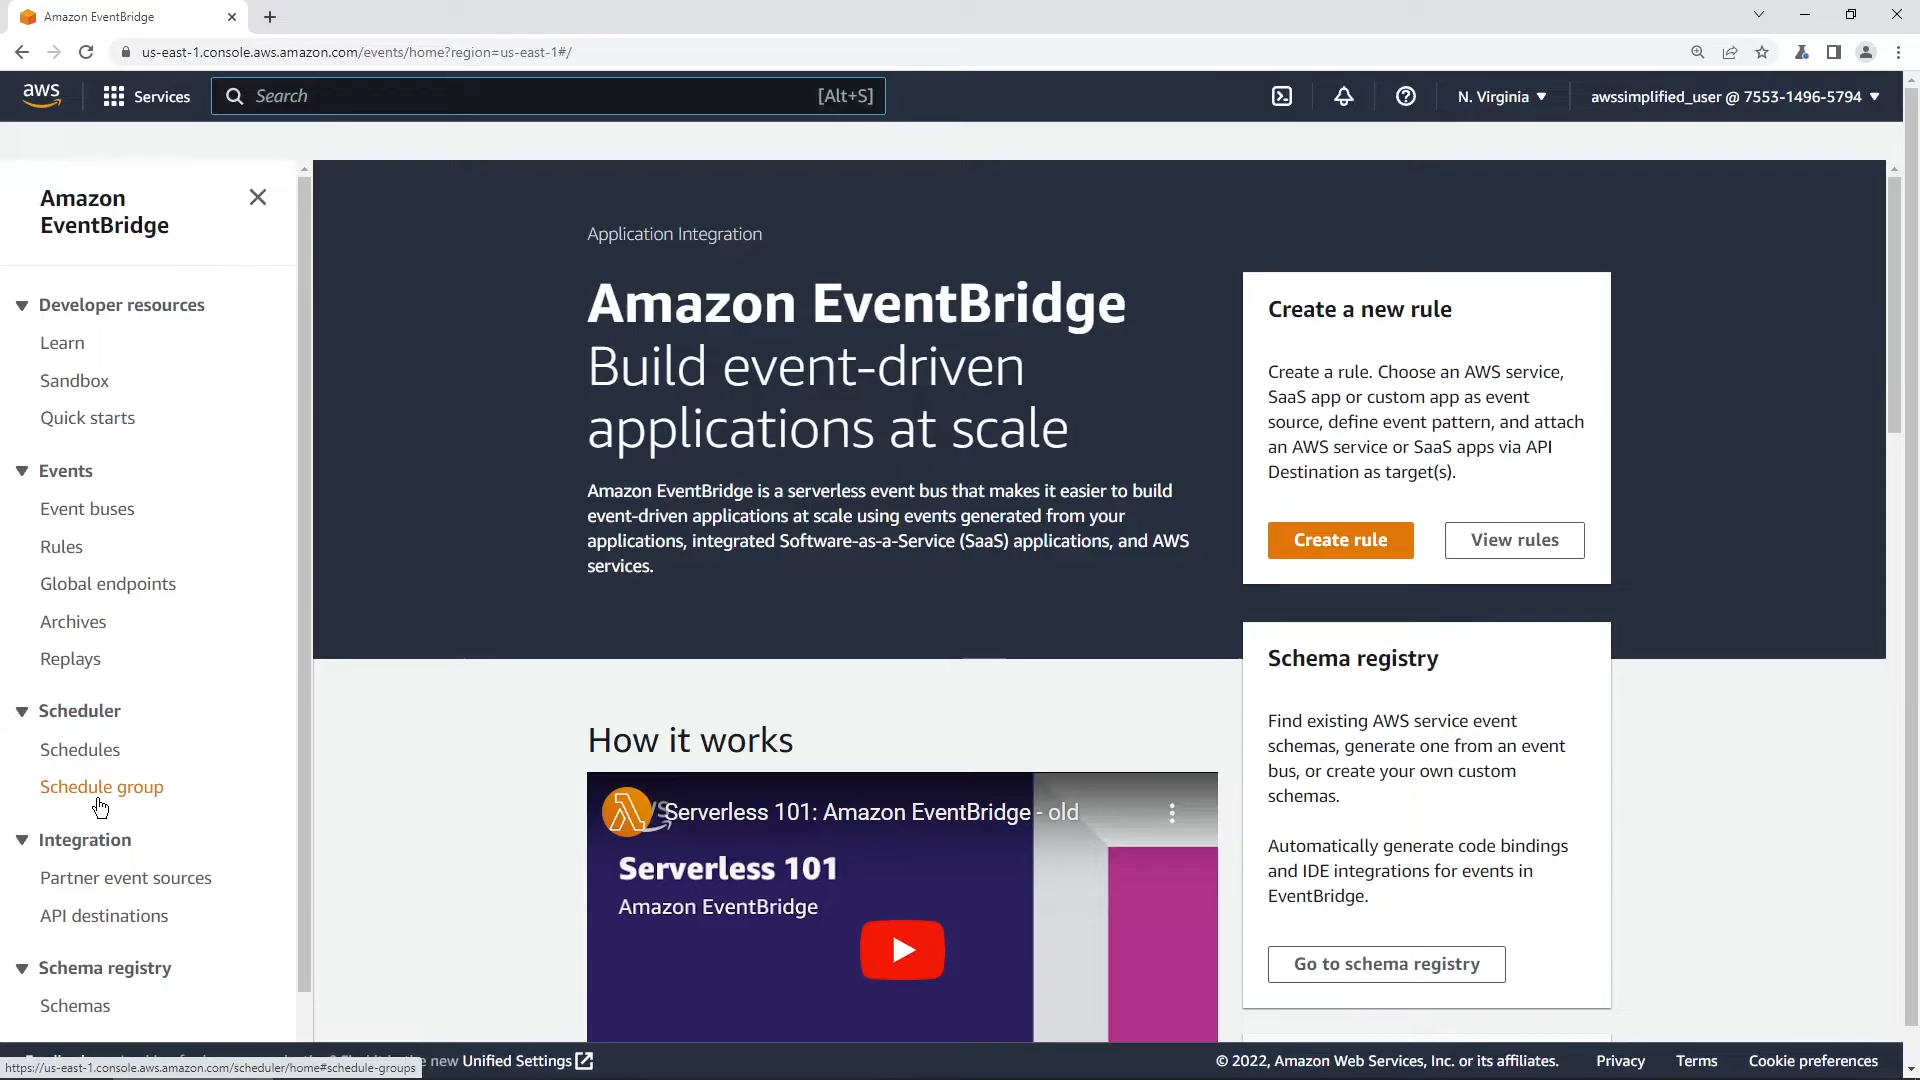 Amazon EventBridge
us-east-1.console.aws.amazon.com/events/home?region=us-east-1#/
aws
Services
Search
[Alt+S]
N. Virginia
awssimplified_user @ 7553-1496-5794
Amazon
EventBridge
Developer resources
Learn
Sandbox
Quick starts
Events
Event buses
Rules
Global endpoints
Archives
Replays
Scheduler
Schedules
Schedule group
Integration
Partner event sources
API destinations
Schema registry
Schemas
Application Integration
Amazon EventBridge
Build event-driven
applications at scale
Amazon EventBridge is a serverless event bus that makes it easier to build
event-driven applications at scale using events generated from your
applications, integrated Software-as-a-Service (SaaS) applications, and AWS
services.
How it works
Serverless 101: Amazon EventBridge - old
Serverless 101
Amazon EventBridge
Create a new rule
Create a rule. Choose an AWS service,
SaaS app or custom app as event
source, define event pattern, and attach
an AWS service or SaaS apps via API
Destination as target(s).
Create rule
View rules
Schema registry
Find existing AWS service event
schemas, generate one from an event
bus, or create your own custom
schemas.
Automatically generate code bindings
and IDE integrations for events in
EventBridge.
Go to schema registry
new Unified Settings
© 2022, Amazon Web Services, Inc. or its affiliates.
Privacy
Terms
Cookie preferences
https://us-east-1.console.aws.amazon.com/scheduler/home#schedule-groups